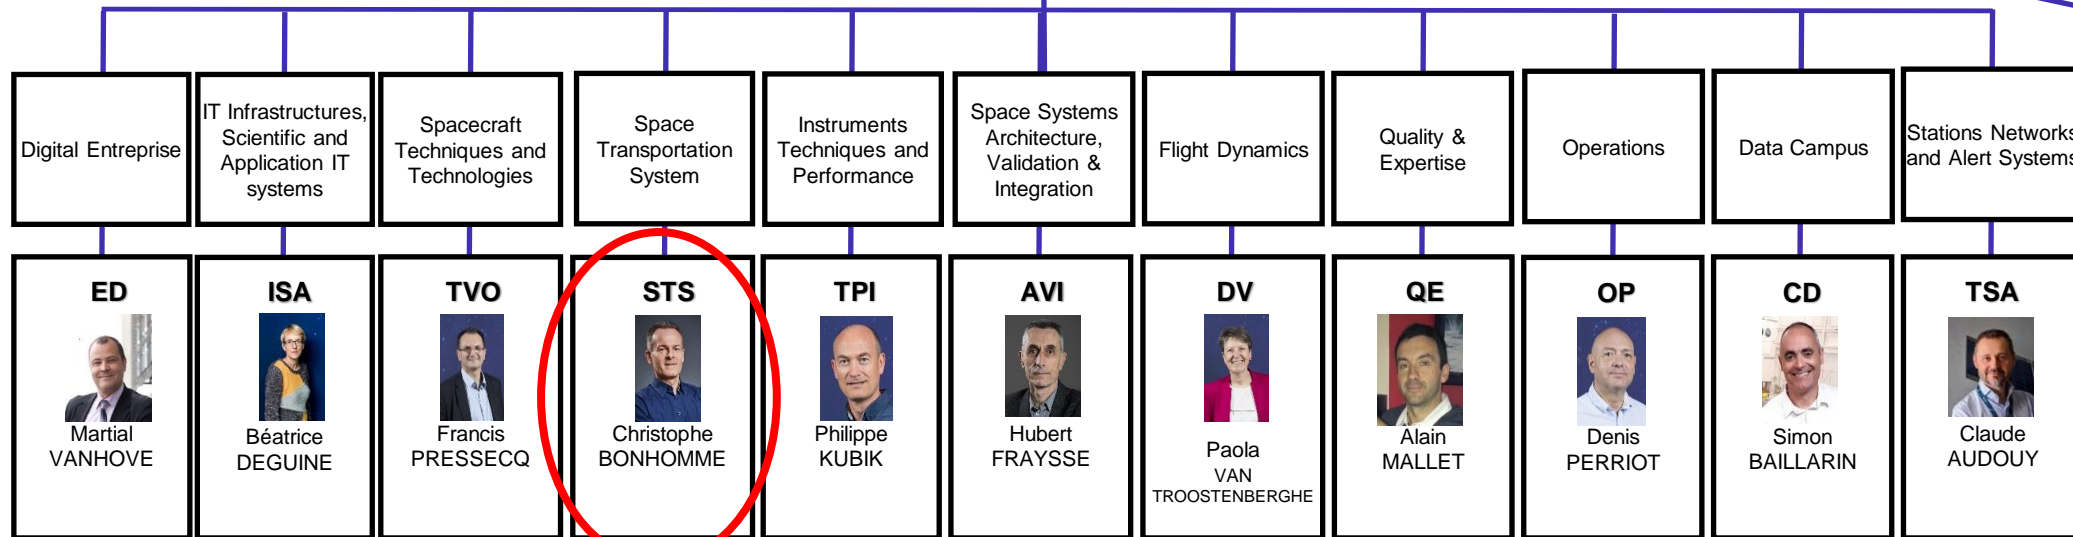 Digital Entreprise
IT Infrastructures,
Scientific and
Application IT
systems
Spacecraft
Techniques and
Technologies
Space
Transportation
System
Instruments
Techniques and
Performance
Space Systems
Architecture,
Validation &
Integration
Flight Dynamics
Quality &
Expertise
Operations
Data Campus
Stations Networks
and Alert Systems
ED
Martial
VANHOVE
ISA
Béatrice
DEGUINE
TVO
Francis
PRESSECQ
STS
Christophe
BONHOMME
TPI
Philippe
KUBIK
AVI
Hubert
FRAYSSE
DV
Paola
VAN
TROOSTENBERGHE
QE
Alain
MALLET
OP
Denis
PERRIOT
CD
Simon
BAILLARIN
TSA
Claude
AUDOUY